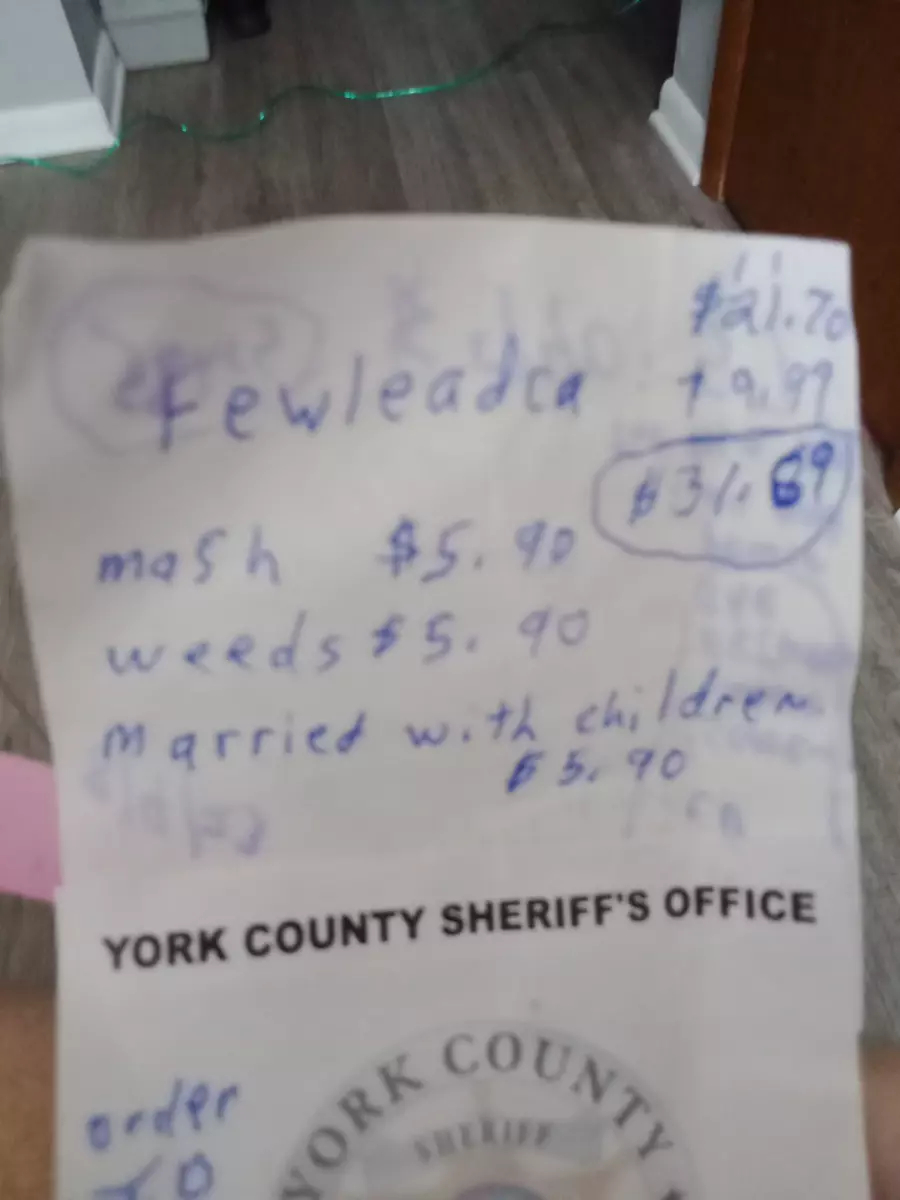 $21.70
fewleadca +9.99
$31.69
mash $5.90
weeds $5.90
married with children
$5.90
YORK COUNTY SHERIFF'S OFFICE
YORK COUNTY
SHERIFF
order